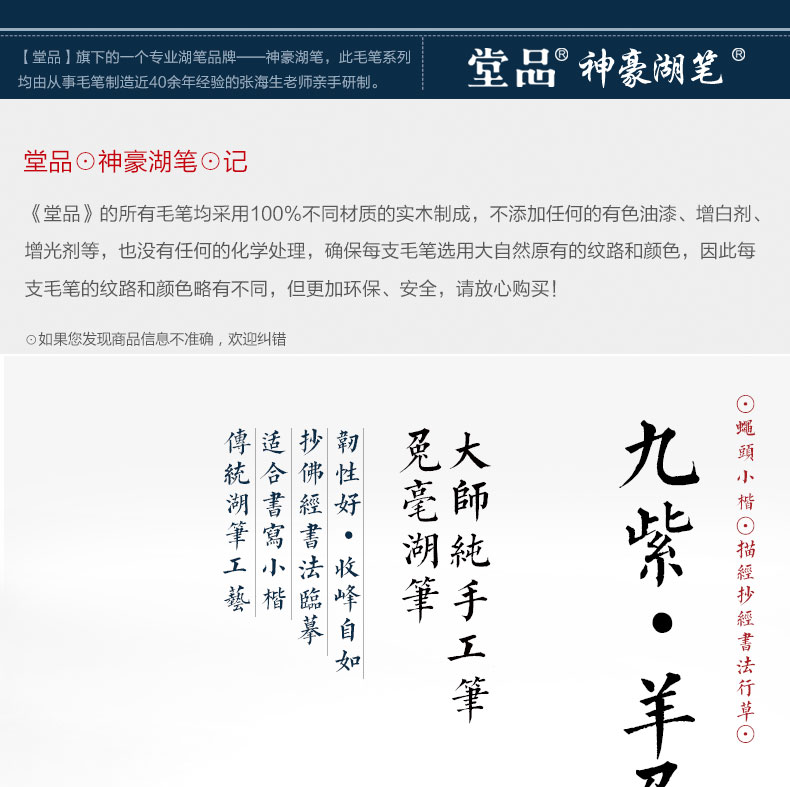 【堂品】旗下的一个专业湖笔品牌——神豪湖笔，此毛笔系列
均由从事毛笔制造近40余年经验的张海生老师亲手研制。
堂品® 神豪湖笔®
堂品⊙神豪湖笔⊙记
《堂品》的所有毛笔均采用100%不同材质的实木制成，不添加任何的有色油漆、增白剂、
增光剂等，也没有任何的化学处理，确保每支毛笔选用大自然原有的纹路和颜色，因此每
支毛笔的纹路和颜色略有不同，但更加环保、安全，请放心购买！
⊙如果您发现商品信息不准确，欢迎纠错
⊙蠅頭小楷⊙描經抄經書法行草⊙
九紫·羊
大師純手工筆
兔毫湖筆
韌性好·收峰自如
抄佛經書法臨摹
适合書寫小楷
傳統湖筆工藝